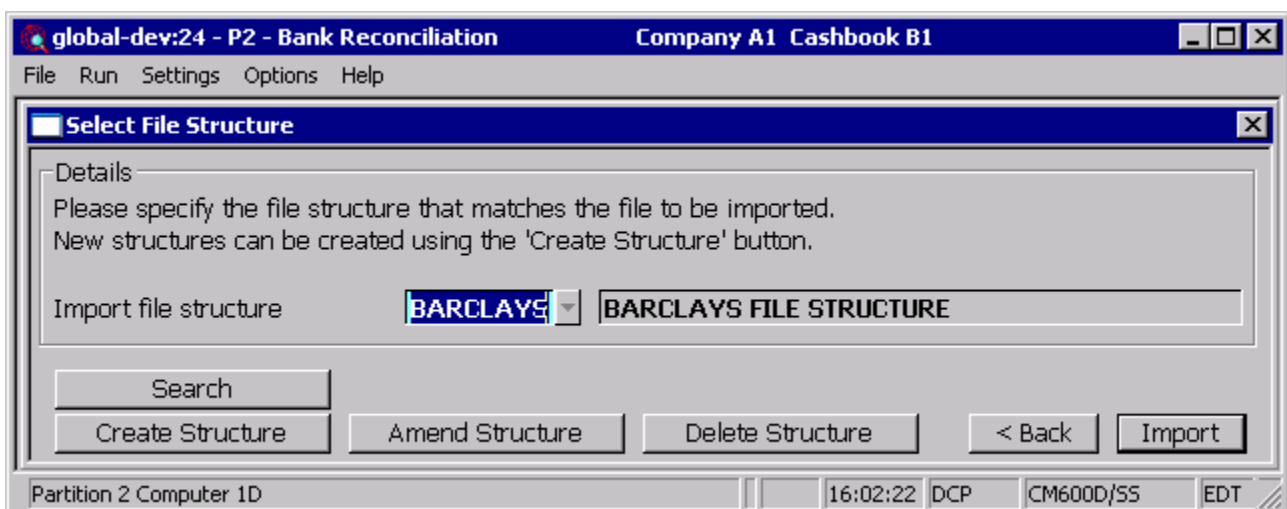 global-dev:24 - P2 - Bank Reconciliation Company A1 Cashbook B1
File Run Settings Options Help
Select File Structure
Details
Please specify the file structure that matches the file to be imported.
New structures can be created using the 'Create Structure' button.
Import file structure BARCLAYS BARCLAYS FILE STRUCTURE
Search
Create Structure Amend Structure Delete Structure < Back Import
Partition 2 Computer 1D 16:02:22 DCP CM600D/SS EDT